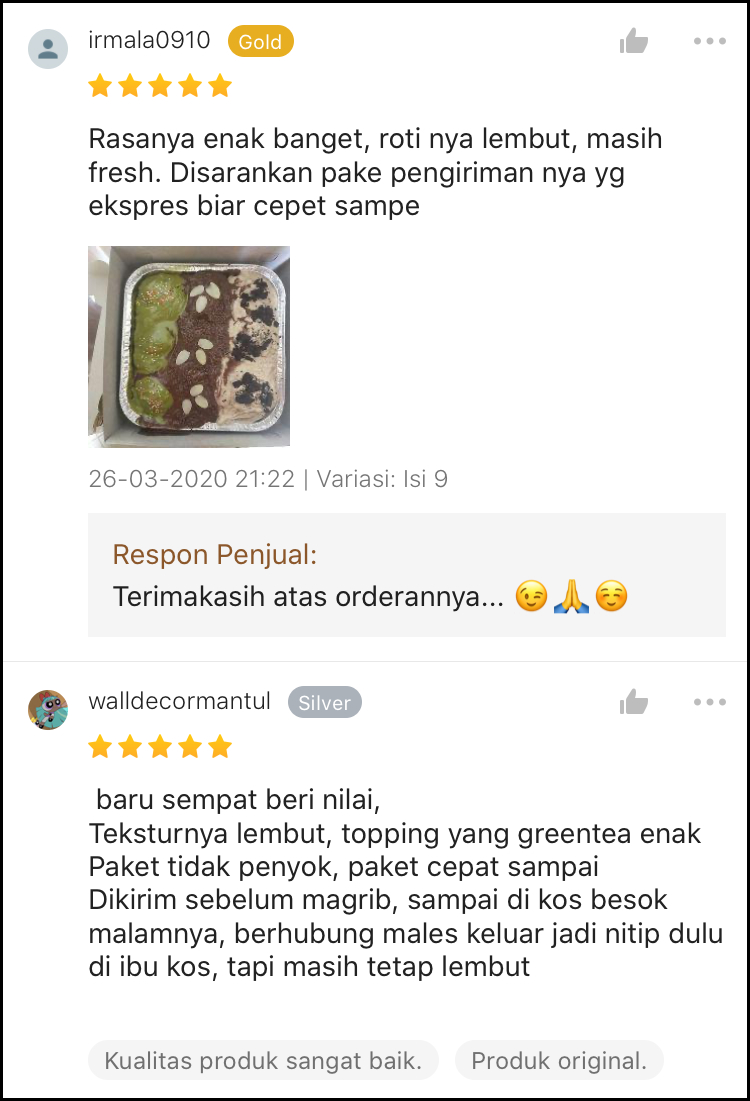 irmala0910 Gold
Rasanya enak banget, roti nya lembut, masih
fresh. Disarankan pake pengiriman nya yg
ekspres biar cepet sampe
26-03-2020 21:22 | Variasi: Isi 9
Respon Penjual:
Terimakasih atas orderannya... 😉🙏☺️
walldecormantul Silver
baru sempat beri nilai,
Teksturnya lembut, topping yang greentea enak
Paket tidak penyok, paket cepat sampai
Dikirim sebelum magrib, sampai di kos besok
malamnya, berhubung males keluar jadi nitip dulu
di ibu kos, tapi masih tetap lembut
Kualitas produk sangat baik. Produk original.